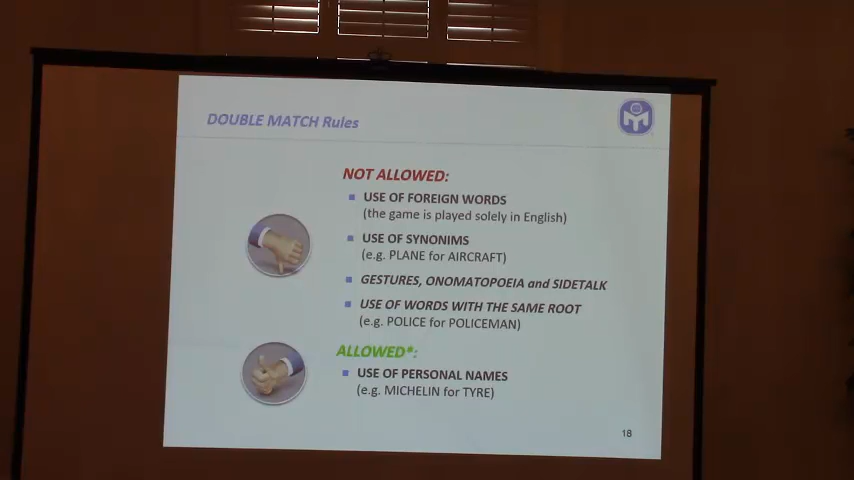 DOUBLE MATCH Rules
NOT ALLOWED:
USE OF FOREIGN WORDS
(the game is played solely in English)
USE OF SYNONIMS
(e.g. PLANE for AIRCRAFT)
GESTURES, ONOMATOPOEIA and SIDETALK
USE OF WORDS WITH THE SAME ROOT
(e.g. POLICE for POLICEMAN)
ALLOWED*:
USE OF PERSONAL NAMES
(e.g. MICHELIN for TYRE)
18